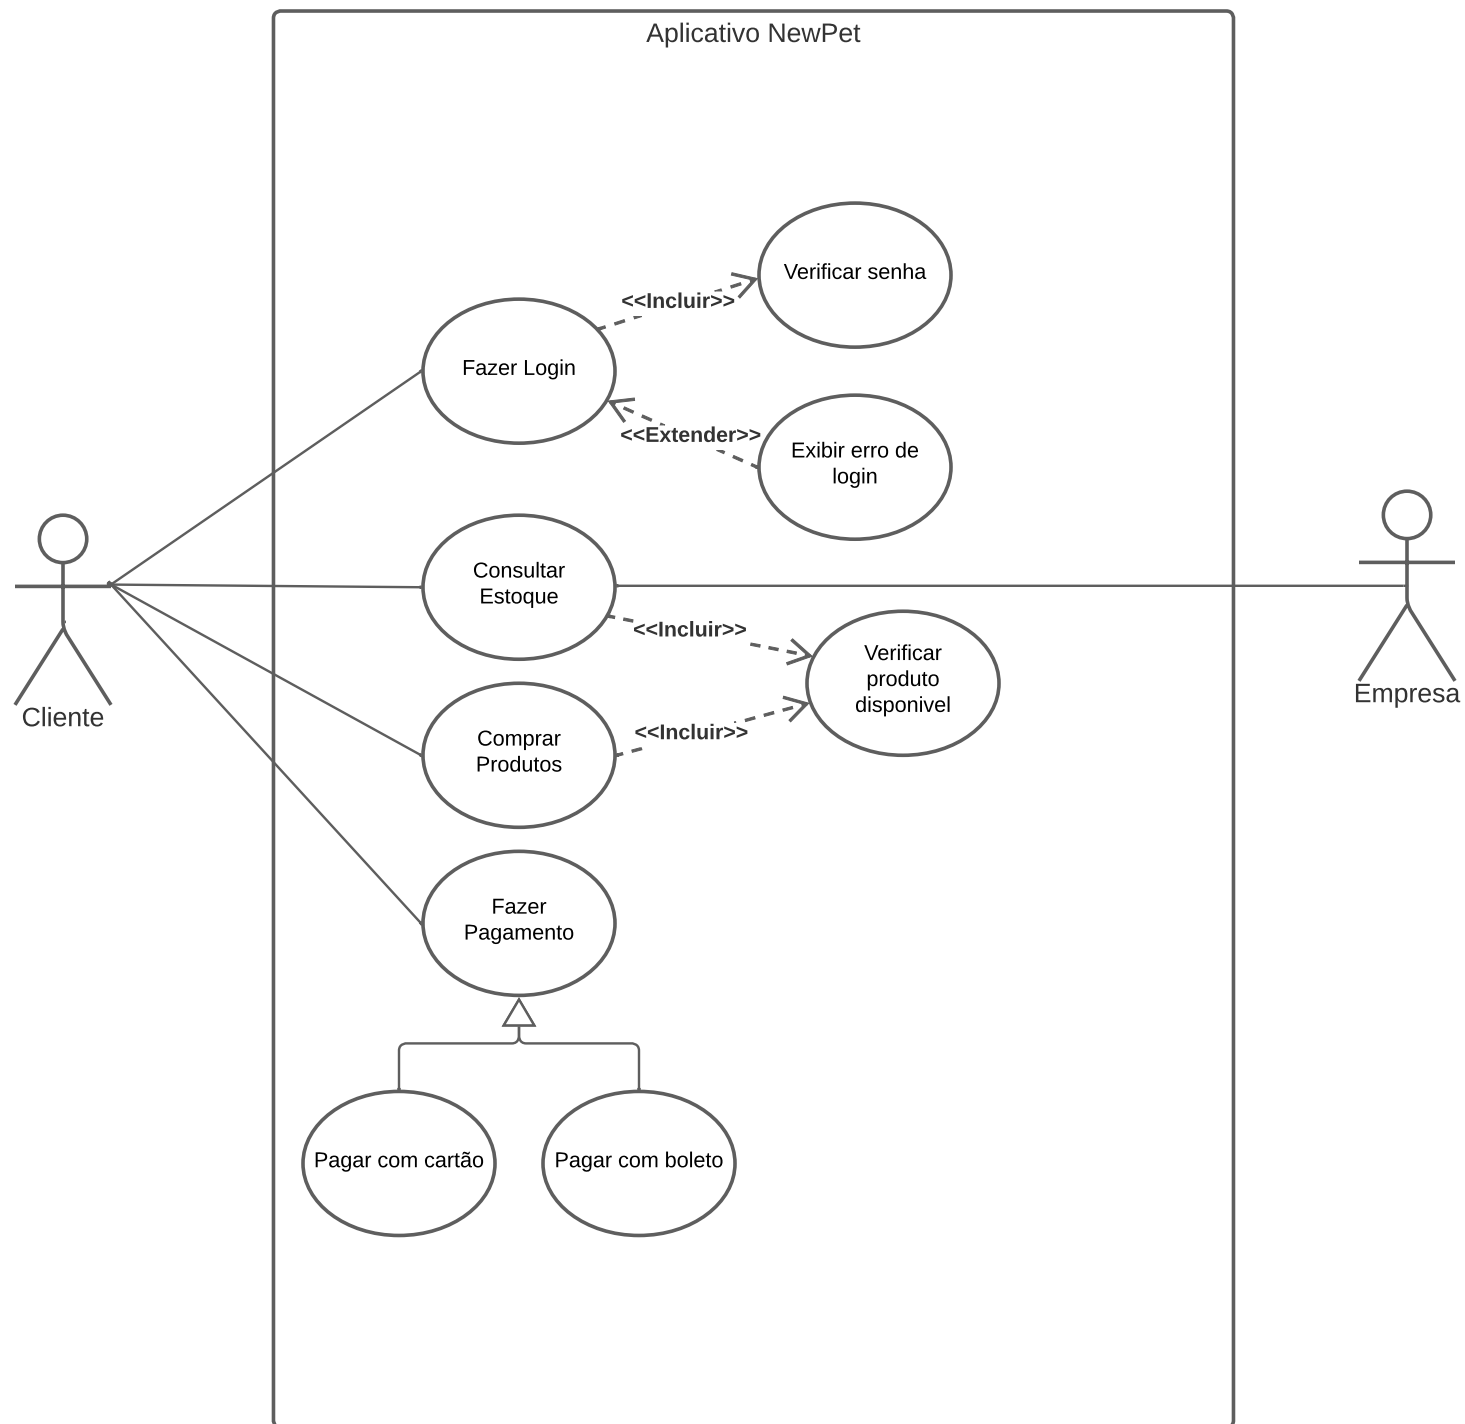 Aplicativo NewPet
Verificar senha
<<Incluir>>
Fazer Login
<<Extender>>
Exibir erro de
login
Consultar
Estoque
<<Incluir>>
Verificar
produto
disponivel
Empresa
Cliente
<<Incluir>>
Comprar
Produtos
Fazer
Pagamento
Pagar com cartão
Pagar com boleto